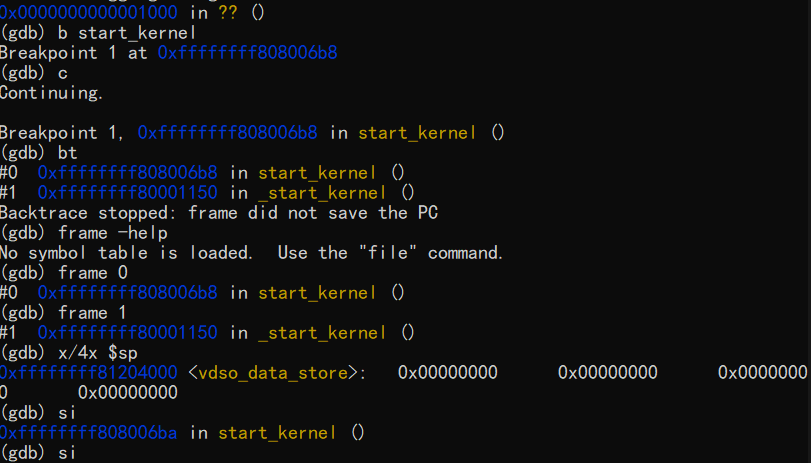 0x0000000000001000 in ?? ()
(gdb) b start_kernel
Breakpoint 1 at 0xffffffff808006b8
(gdb) c
Continuing.
Breakpoint 1, 0xffffffff808006b8 in start_kernel ()
(gdb) bt
#0  0xffffffff808006b8 in start_kernel ()
#1  0xffffffff80001150 in _start_kernel ()
Backtrace stopped: frame did not save the PC
(gdb) frame -help
No symbol table is loaded.  Use the "file" command.
(gdb) frame 0
#0  0xffffffff808006b8 in start_kernel ()
(gdb) frame 1
#1  0xffffffff80001150 in _start_kernel ()
(gdb) x/4x $sp
0xffffffff81204000 <vdso_data_store>:   0x00000000      0x00000000      0x0000000
0       0x00000000
(gdb) si
0xffffffff808006ba in start_kernel ()
(gdb) si